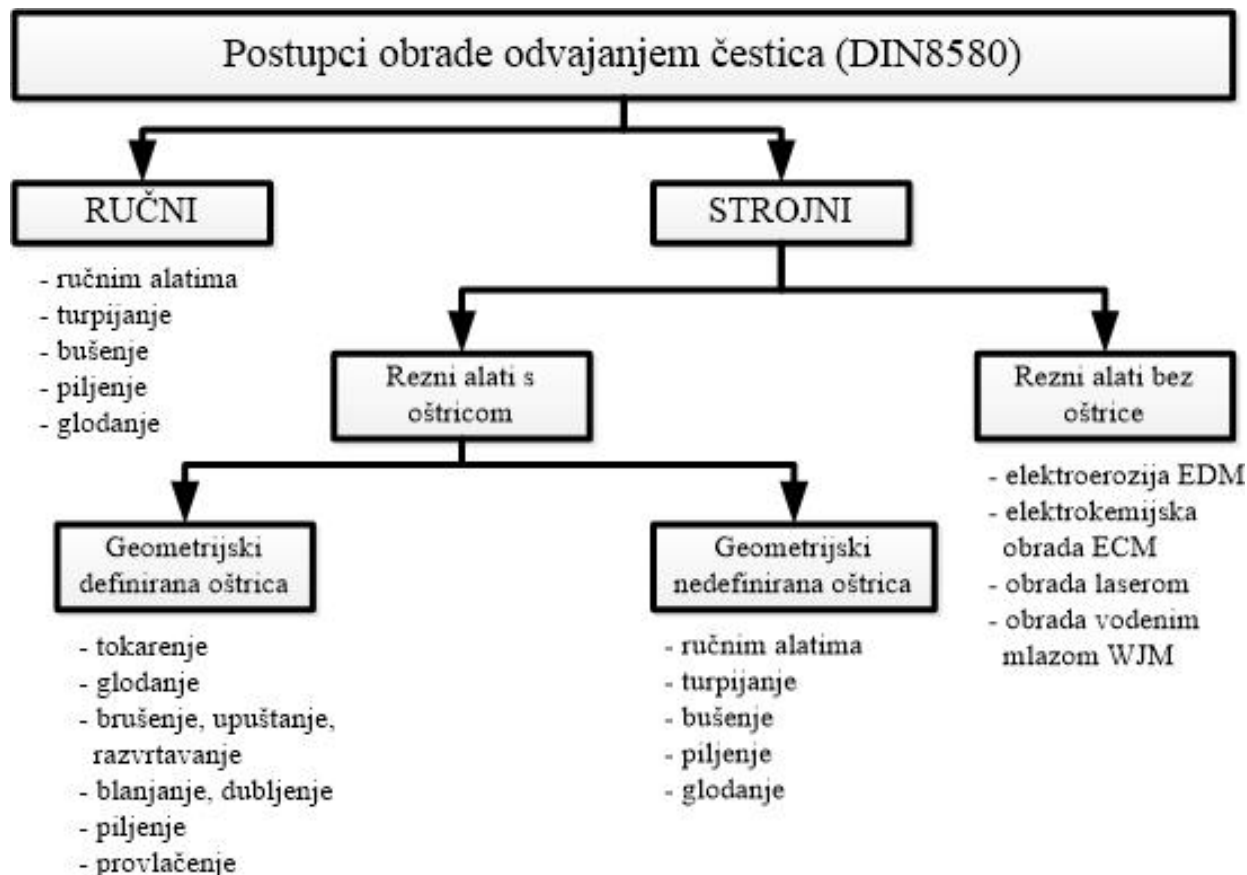 Postupci obrade odvajanjem čestica (DIN8580)
RUČNI
- ručnim alatima
- turpijanje
- bušenje
- piljenje
- glodanje
STROJNI
Rezni alati s
oštricom
Geometrijski
definirana oštrica
- tokarenje
- glodanje
- brušenje, upuštanje,
razvrtavanje
- blanjanje, dubljenje
- piljenje
- provlačenje
Geometrijski
nedefinirana oštrica
- ručnim alatima
- turpijanje
- bušenje
- piljenje
- glodanje
Rezni alati bez
oštrice
- elektroerozija EDM
- elektrokemijska
obrada ECM
- obrada laserom
- obrada vodenim
mlazom WJM